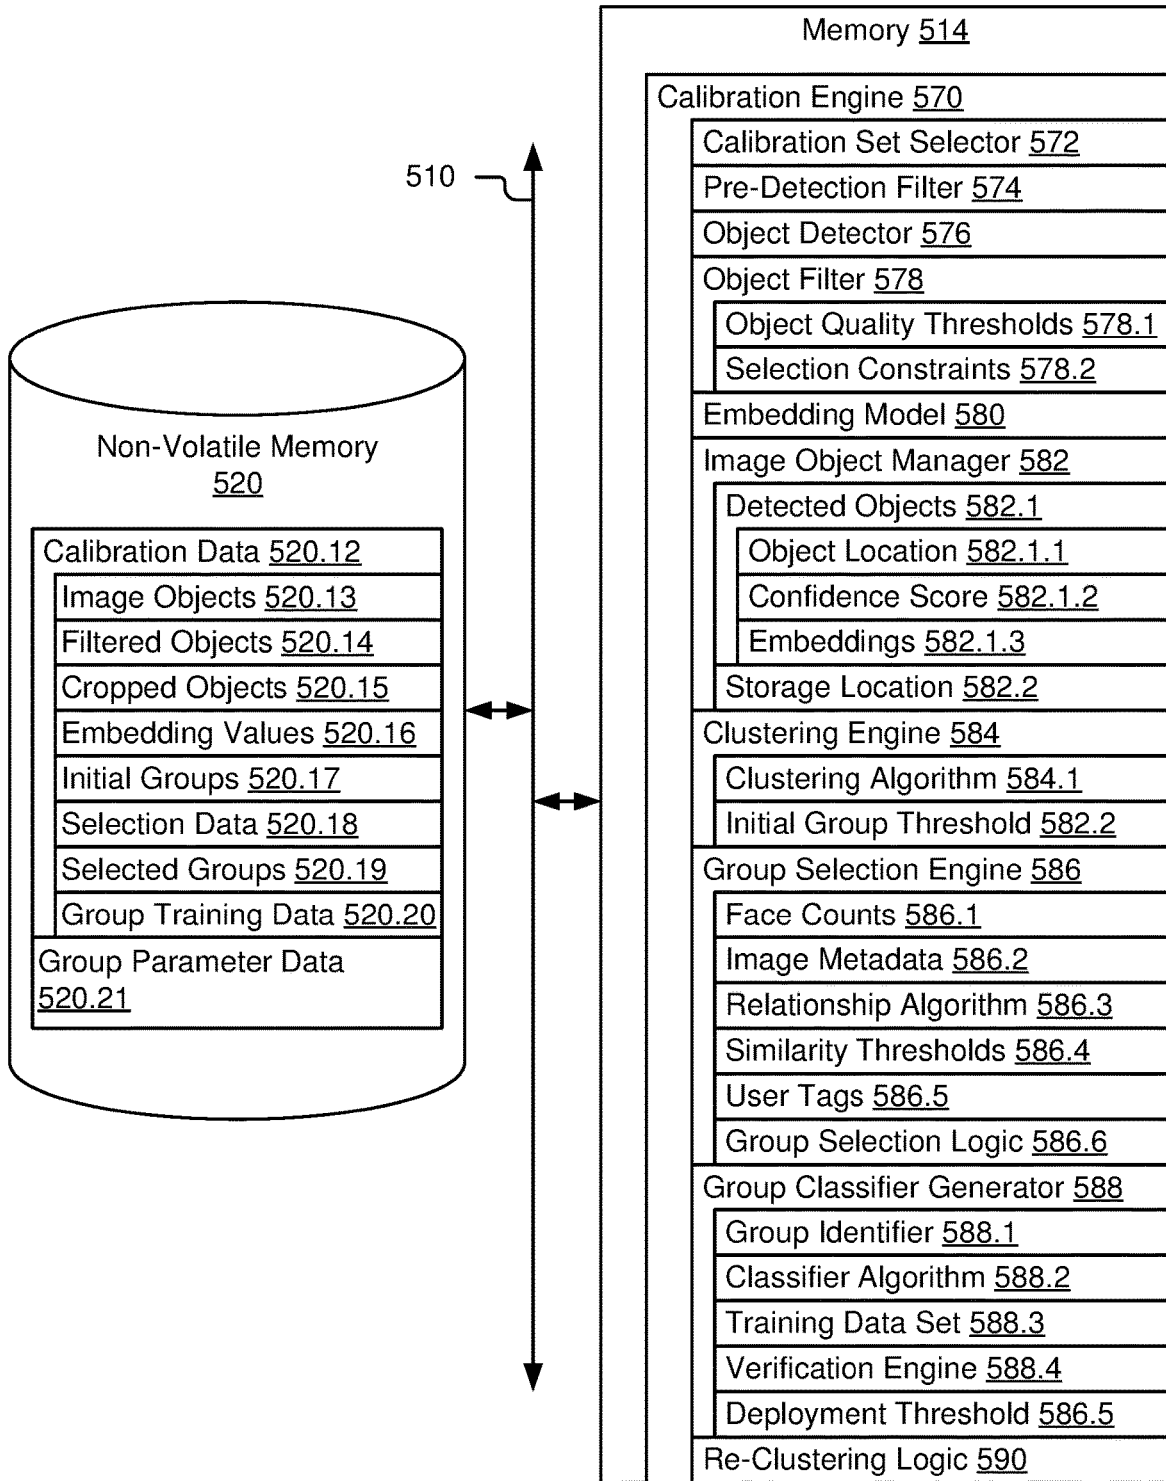 Memory 514
Calibration Engine 570
Calibration Set Selector 572
Pre-Detection Filter 574
Object Detector 576
Object Filter 578
Object Quality Thresholds 578.1
Selection Constraints 578.2
Embedding Model 580
Image Object Manager 582
Detected Objects 582.1
Object Location 582.1.1
Confidence Score 582.1.2
Embeddings 582.1.3
Storage Location 582.2
Clustering Engine 584
Clustering Algorithm 584.1
Initial Group Threshold 582.2
Group Selection Engine 586
Face Counts 586.1
Image Metadata 586.2
Relationship Algorithm 586.3
Similarity Thresholds 586.4
User Tags 586.5
Group Selection Logic 586.6
Group Classifier Generator 588
Group Identifier 588.1
Classifier Algorithm 588.2
Training Data Set 588.3
Verification Engine 588.4
Deployment Threshold 586.5
Re-Clustering Logic 590
510
Non-Volatile Memory
520
Calibration Data 520.12
Image Objects 520.13
Filtered Objects 520.14
Cropped Objects 520.15
Embedding Values 520.16
Initial Groups 520.17
Selection Data 520.18
Selected Groups 520.19
Group Training Data 520.20
Group Parameter Data
520.21